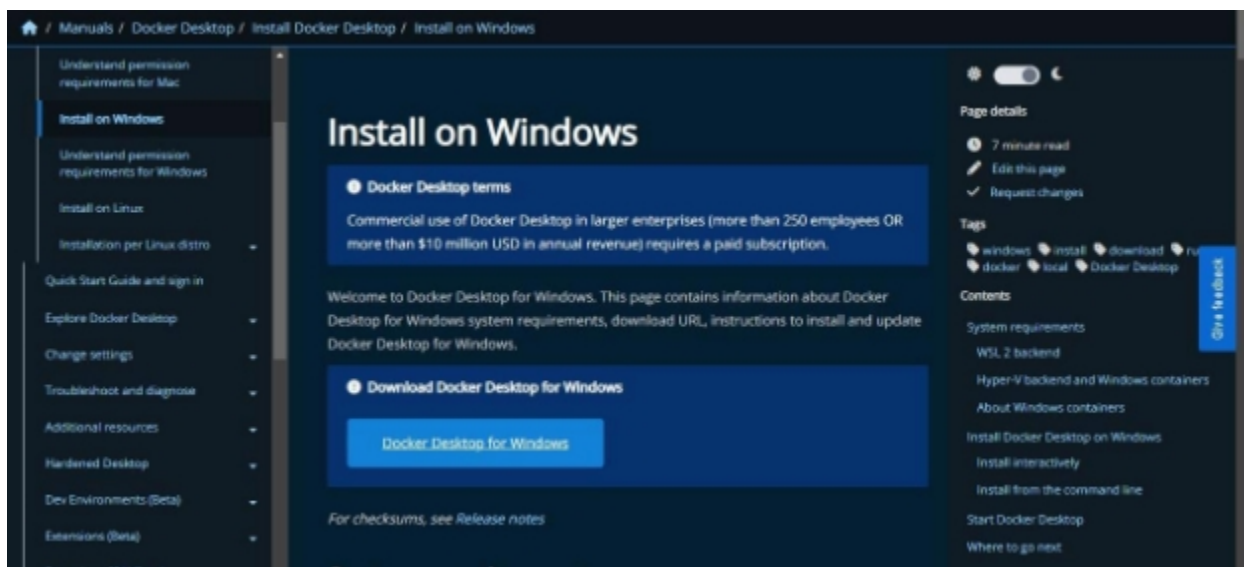 / Manuals / Docker Desktop / Install Docker Desktop / Install on Windows
Understand permission
requirements for Mac
Install on Windows
Understand permission
requirements for Windows
Install on Linux
Installation per Linux distro
Quick Start Guide and sign in
Explore Docker Desktop
Change settings
Troubleshoot and diagnose
Additional resources
Hardened Desktop
Dev Environments (Beta)
Extensions (Beta)
Install on Windows
Docker Desktop terms
Commercial use of Docker Desktop in larger enterprises (more than 250 employees OR
more than $10 million USD in annual revenue) requires a paid subscription.
Welcome to Docker Desktop for Windows. This page contains information about Docker
Desktop for Windows system requirements, download URL, instructions to install and update
Docker Desktop for Windows.
Download Docker Desktop for Windows
Docker Desktop for Windows
For checksums, see Release notes
Page details
7 minute read
Edit this page
Request changes
Tags
windows install download
docker local Docker Desktop
Contents
System requirements
WSL 2 backend
Hyper-V backend and Windows containers
About Windows containers
Install Docker Desktop on Windows
Install interactively
Install from the command line
Start Docker Desktop
Where to go next
Give feedback